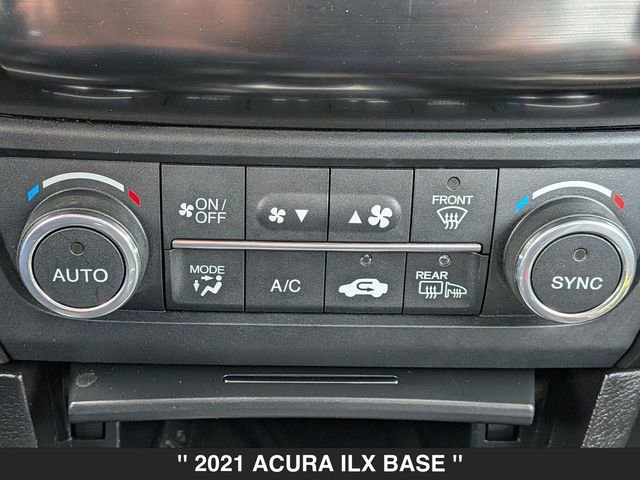 ON/
OFF
FRONT
AUTO
MODE
A/C
REAR
SYNC
" 2021 ACURA ILX BASE "